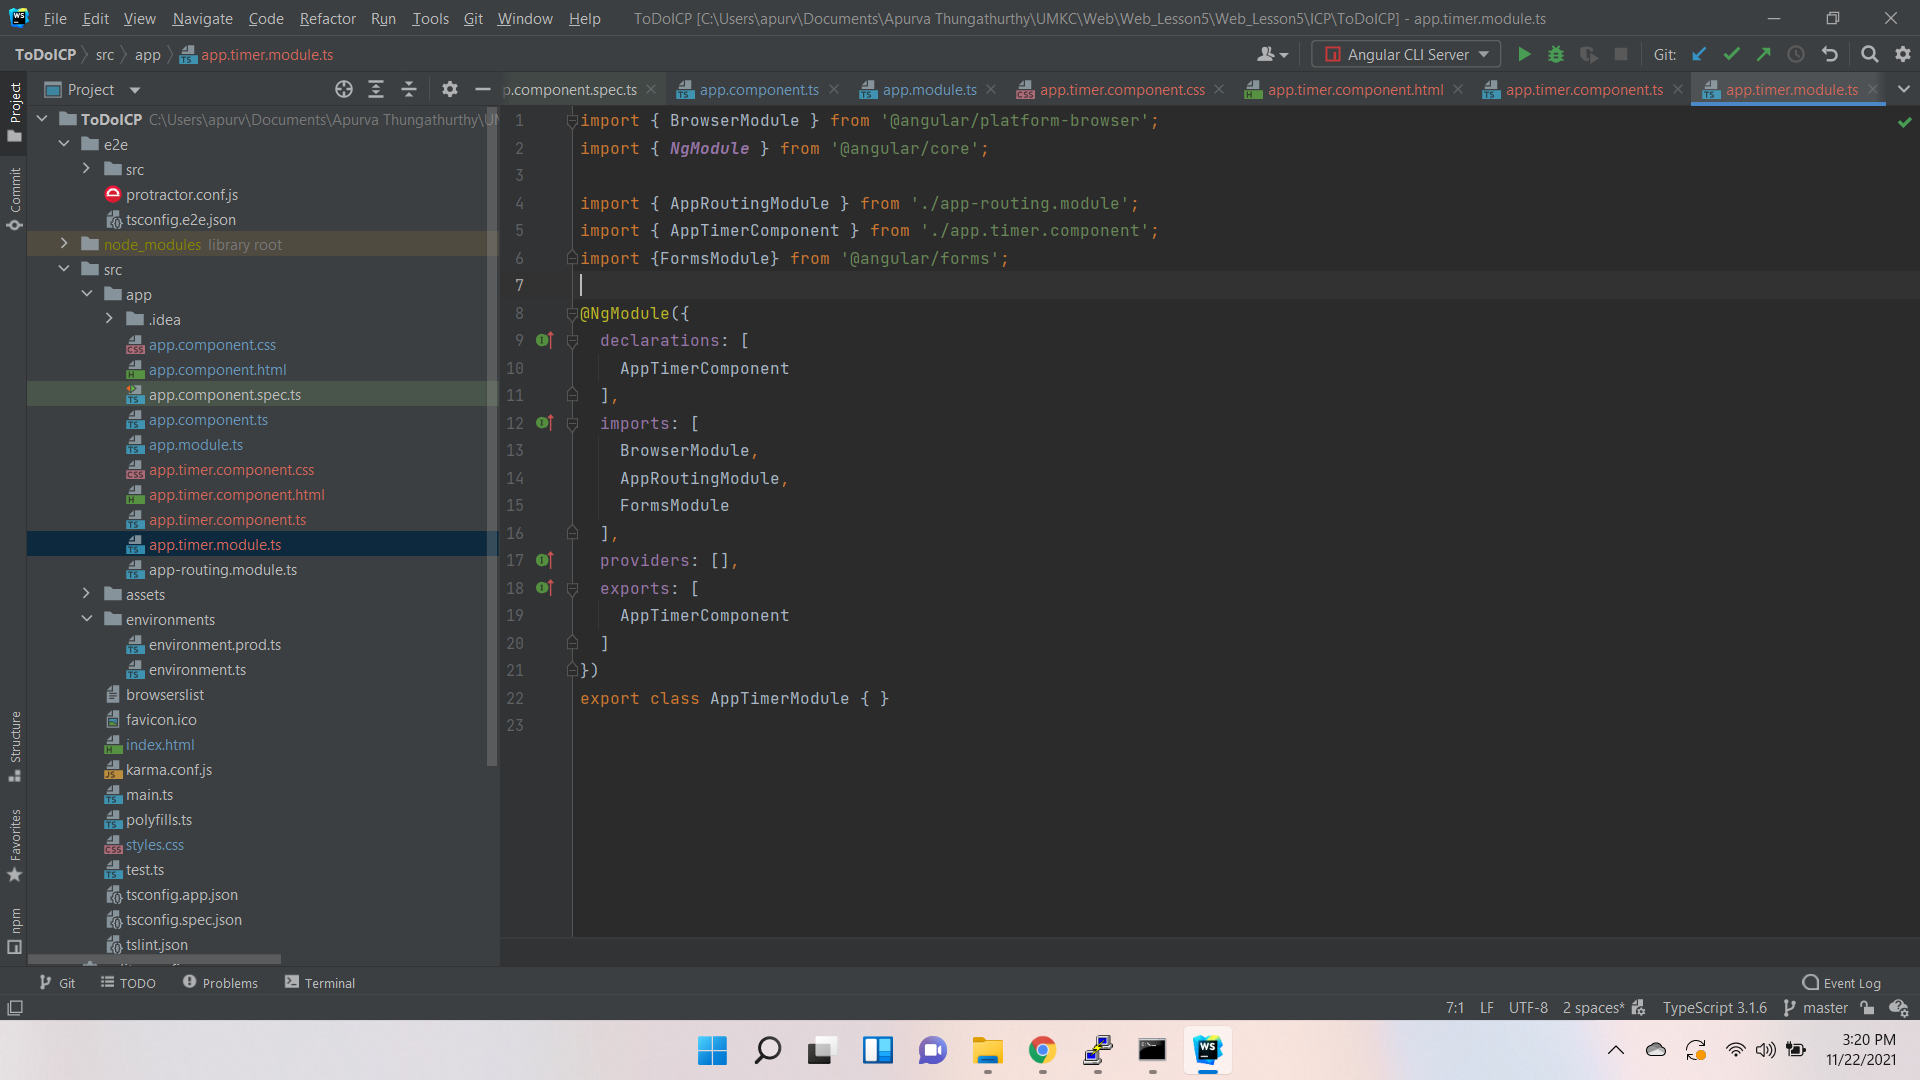 File Edit View Navigate Code Refactor Run Tools Git Window Help ToDoICP [C:\Users\apurv\Documents\Apurva Thungathurthy\UMKC\Web\Web_Lesson5\Web_Lesson5\ICP\ToDoICP] - app.timer.module.ts
ToDoICP src app app.timer.module.ts Angular CLI Server Git:
Project p.component.spec.ts app.component.ts app.module.ts app.timer.component.css app.timer.component.html app.timer.component.ts app.timer.module.ts
Project
Commit
Structure
Favorites
npm
ToDoICP C:\Users\apurv\Documents\Apurva Thungathurthy\
e2e
src
protractor.conf.js
tsconfig.e2e.json
node_modules library root
src
app
.idea
app.component.css
app.component.html
app.component.spec.ts
app.component.ts
app.module.ts
app.timer.component.css
app.timer.component.html
app.timer.component.ts
app.timer.module.ts
app-routing.module.ts
assets
environments
environment.prod.ts
environment.ts
browserslist
favicon.ico
index.html
karma.conf.js
main.ts
polyfills.ts
styles.css
test.ts
tsconfig.app.json
tsconfig.spec.json
tslint.json
1 import { BrowserModule } from '@angular/platform-browser';
2 import { NgModule } from '@angular/core';
3
4 import { AppRoutingModule } from './app-routing.module';
5 import { AppTimerComponent } from './app.timer.component';
6 import {FormsModule} from '@angular/forms';
7
8 @NgModule({
9 declarations: [
10 AppTimerComponent
11 ],
12 imports: [
13 BrowserModule,
14 AppRoutingModule,
15 FormsModule
16 ],
17 providers: [],
18 exports: [
19 AppTimerComponent
20 ]
21 })
22 export class AppTimerModule { }
23
Git TODO Problems Terminal Event Log
7:1 LF UTF-8 2 spaces* TypeScript 3.1.6 master
WS
3:20 PM
11/22/2021